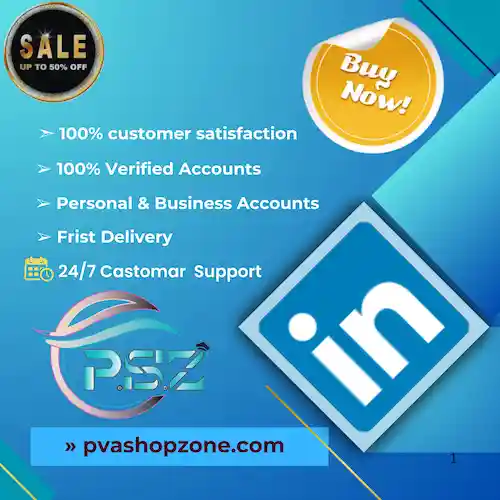 SALE
UP TO 50% OFF
Buy
Now!
➢ 100% customer satisfaction
➢ 100% Verified Accounts
➢ Personal & Business Accounts
➢ Frist Delivery
24/7 Castomar Support
P.S.Z
in
» pvashopzone.com
1